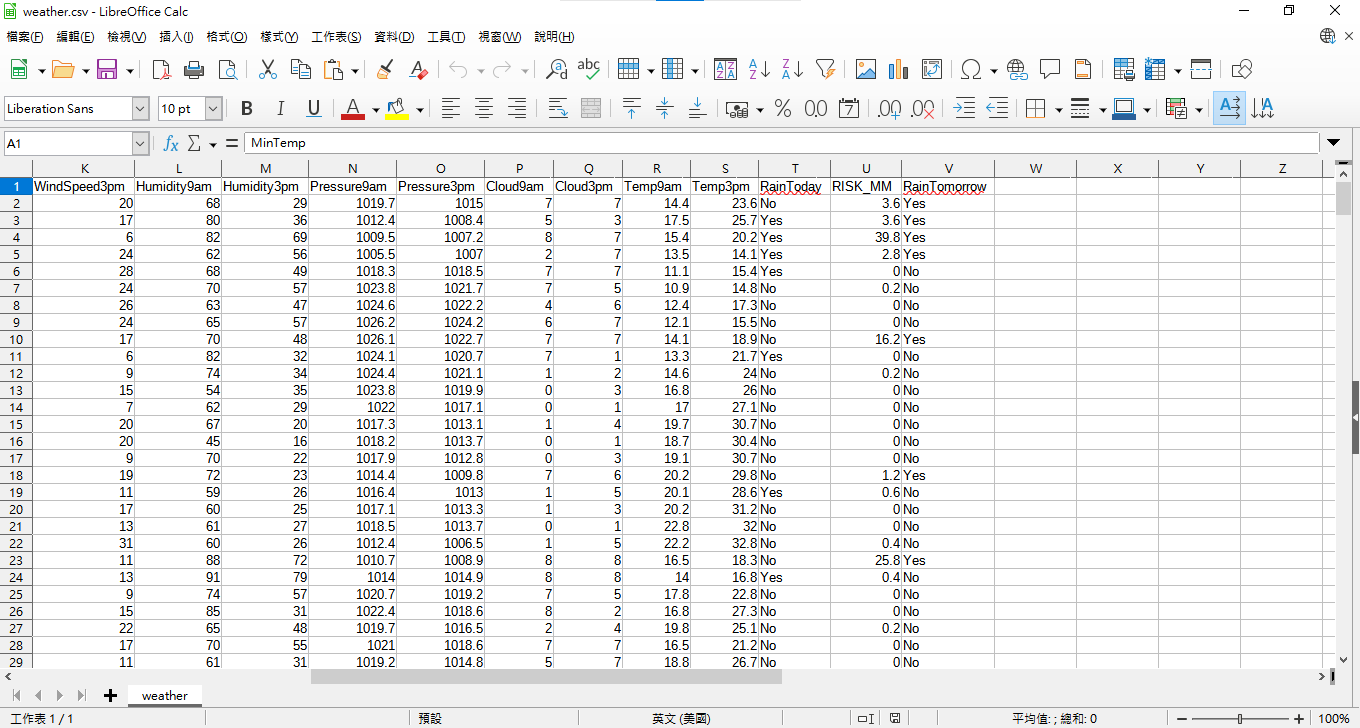 weather.csv - LibreOffice Calc
檔案(F) 編輯(E) 檢視(V) 插入(I) 格式(O) 樣式(Y) 工作表(S) 資料(D) 工具(T) 視窗(W) 說明(H)
Liberation Sans 10 pt
A1 MinTemp
K L M N O P Q R S T U V W X Y Z
1 WindSpeed3pm Humidity9am Humidity3pm Pressure9am Pressure3pm Cloud9am Cloud3pm Temp9am Temp3pm RainToday RISK_MM RainTomorrow
2 20 68 29 1019.7 1015 7 7 14.4 23.6 No 3.6 Yes
3 17 80 36 1012.4 1008.4 5 3 17.5 25.7 Yes 3.6 Yes
4 6 82 69 1009.5 1007.2 8 7 15.4 20.2 Yes 39.8 Yes
5 24 62 56 1005.5 1007 2 7 13.5 14.1 Yes 2.8 Yes
6 28 68 49 1018.3 1018.5 7 7 11.1 15.4 Yes 0 No
7 24 70 57 1023.8 1021.7 7 5 10.9 14.8 No 0.2 No
8 26 63 47 1024.6 1022.2 4 6 12.4 17.3 No 0 No
9 24 65 57 1026.2 1024.2 6 7 12.1 15.5 No 0 No
10 17 70 48 1026.1 1022.7 7 7 14.1 18.9 No 16.2 Yes
11 6 82 32 1024.1 1020.7 7 1 13.3 21.7 Yes 0 No
12 9 74 34 1024.4 1021.1 1 2 14.6 24 No 0.2 No
13 15 54 35 1023.8 1019.9 0 3 16.8 26 No 0 No
14 7 62 29 1022 1017.1 0 1 17 27.1 No 0 No
15 20 67 20 1017.3 1013.1 1 4 19.7 30.7 No 0 No
16 20 45 16 1018.2 1013.7 0 1 18.7 30.4 No 0 No
17 9 70 22 1017.9 1012.8 0 3 19.1 30.7 No 0 No
18 19 72 23 1014.4 1009.8 7 6 20.2 29.8 No 1.2 Yes
19 11 59 26 1016.4 1013 1 5 20.1 28.6 Yes 0.6 No
20 17 60 25 1017.1 1013.3 1 3 20.2 31.2 No 0 No
21 13 61 27 1018.5 1013.7 0 1 22.8 32 No 0 No
22 31 60 26 1012.4 1006.5 1 5 22.2 32.8 No 0.4 No
23 11 88 72 1010.7 1008.9 8 8 16.5 18.3 No 25.8 Yes
24 13 91 79 1014 1014.9 8 8 14 16.8 Yes 0.4 No
25 9 74 57 1020.7 1019.2 7 5 17.8 22.8 No 0 No
26 15 85 31 1022.4 1018.6 8 2 16.8 27.3 No 0 No
27 22 65 48 1019.7 1016.5 2 4 19.8 25.1 No 0.2 No
28 17 70 55 1021 1018.6 7 7 16.5 21.2 No 0 No
29 11 61 31 1019.2 1014.8 5 7 18.8 26.7 No 0 No
weather
工作表 1 / 1 預設 英文 (美國) 平均值: ; 總和: 0 100%